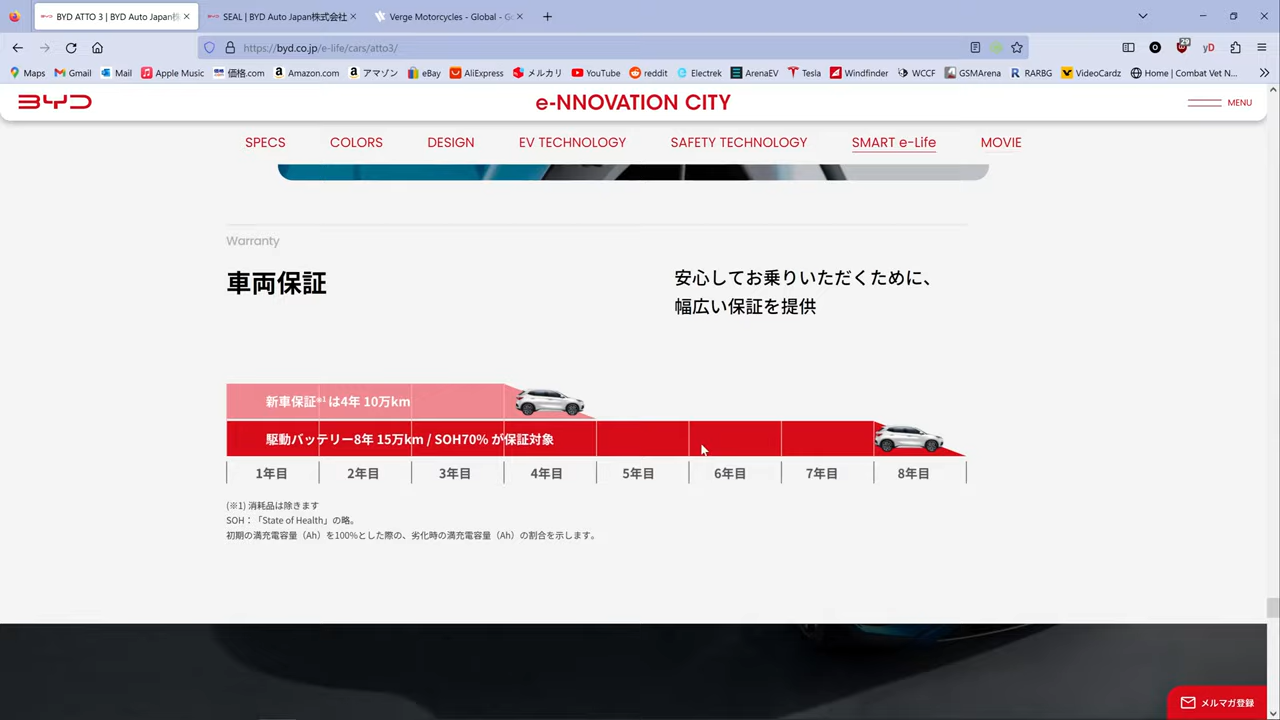 BYD ATTO 3 | BYD Auto Japan株
SEAL | BYD Auto Japan株式会社
Verge Motorcycles - Global - Go
https://byd.co.jp/e-life/cars/atto3/
Maps
Gmail
Mail
Apple Music
価格.com
Amazon.com
アマゾン
eBay
AliExpress
メルカリ
YouTube
reddit
Electrek
ArenaEV
Tesla
Windfinder
WCCF
GSMArena
RARBG
VideoCardz
Home | Combat Vet N...
BYD
e-NNOVATION CITY
MENU
SPECS
COLORS
DESIGN
EV TECHNOLOGY
SAFETY TECHNOLOGY
SMART e-Life
MOVIE
Warranty
車両保証
安心してお乗りいただくために、
幅広い保証を提供
新車保証※1 は4年 10万km
駆動バッテリー8年 15万km / SOH70% が保証対象
1年目
2年目
3年目
4年目
5年目
6年目
7年目
8年目
(※1) 消耗品は除きます
SOH：「State of Health」の略。
初期の満充電容量（Ah）を100%とした際の、劣化時の満充電容量（Ah）の割合を示します。
メルマガ登録